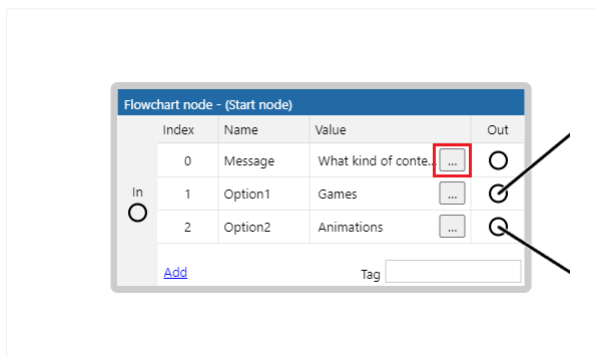 Flowchart node - (Start node)
Index Name Value Out
0 Message What kind of conte... ...
In
1 Option1 Games ...
2 Option2 Animations ...
Add Tag